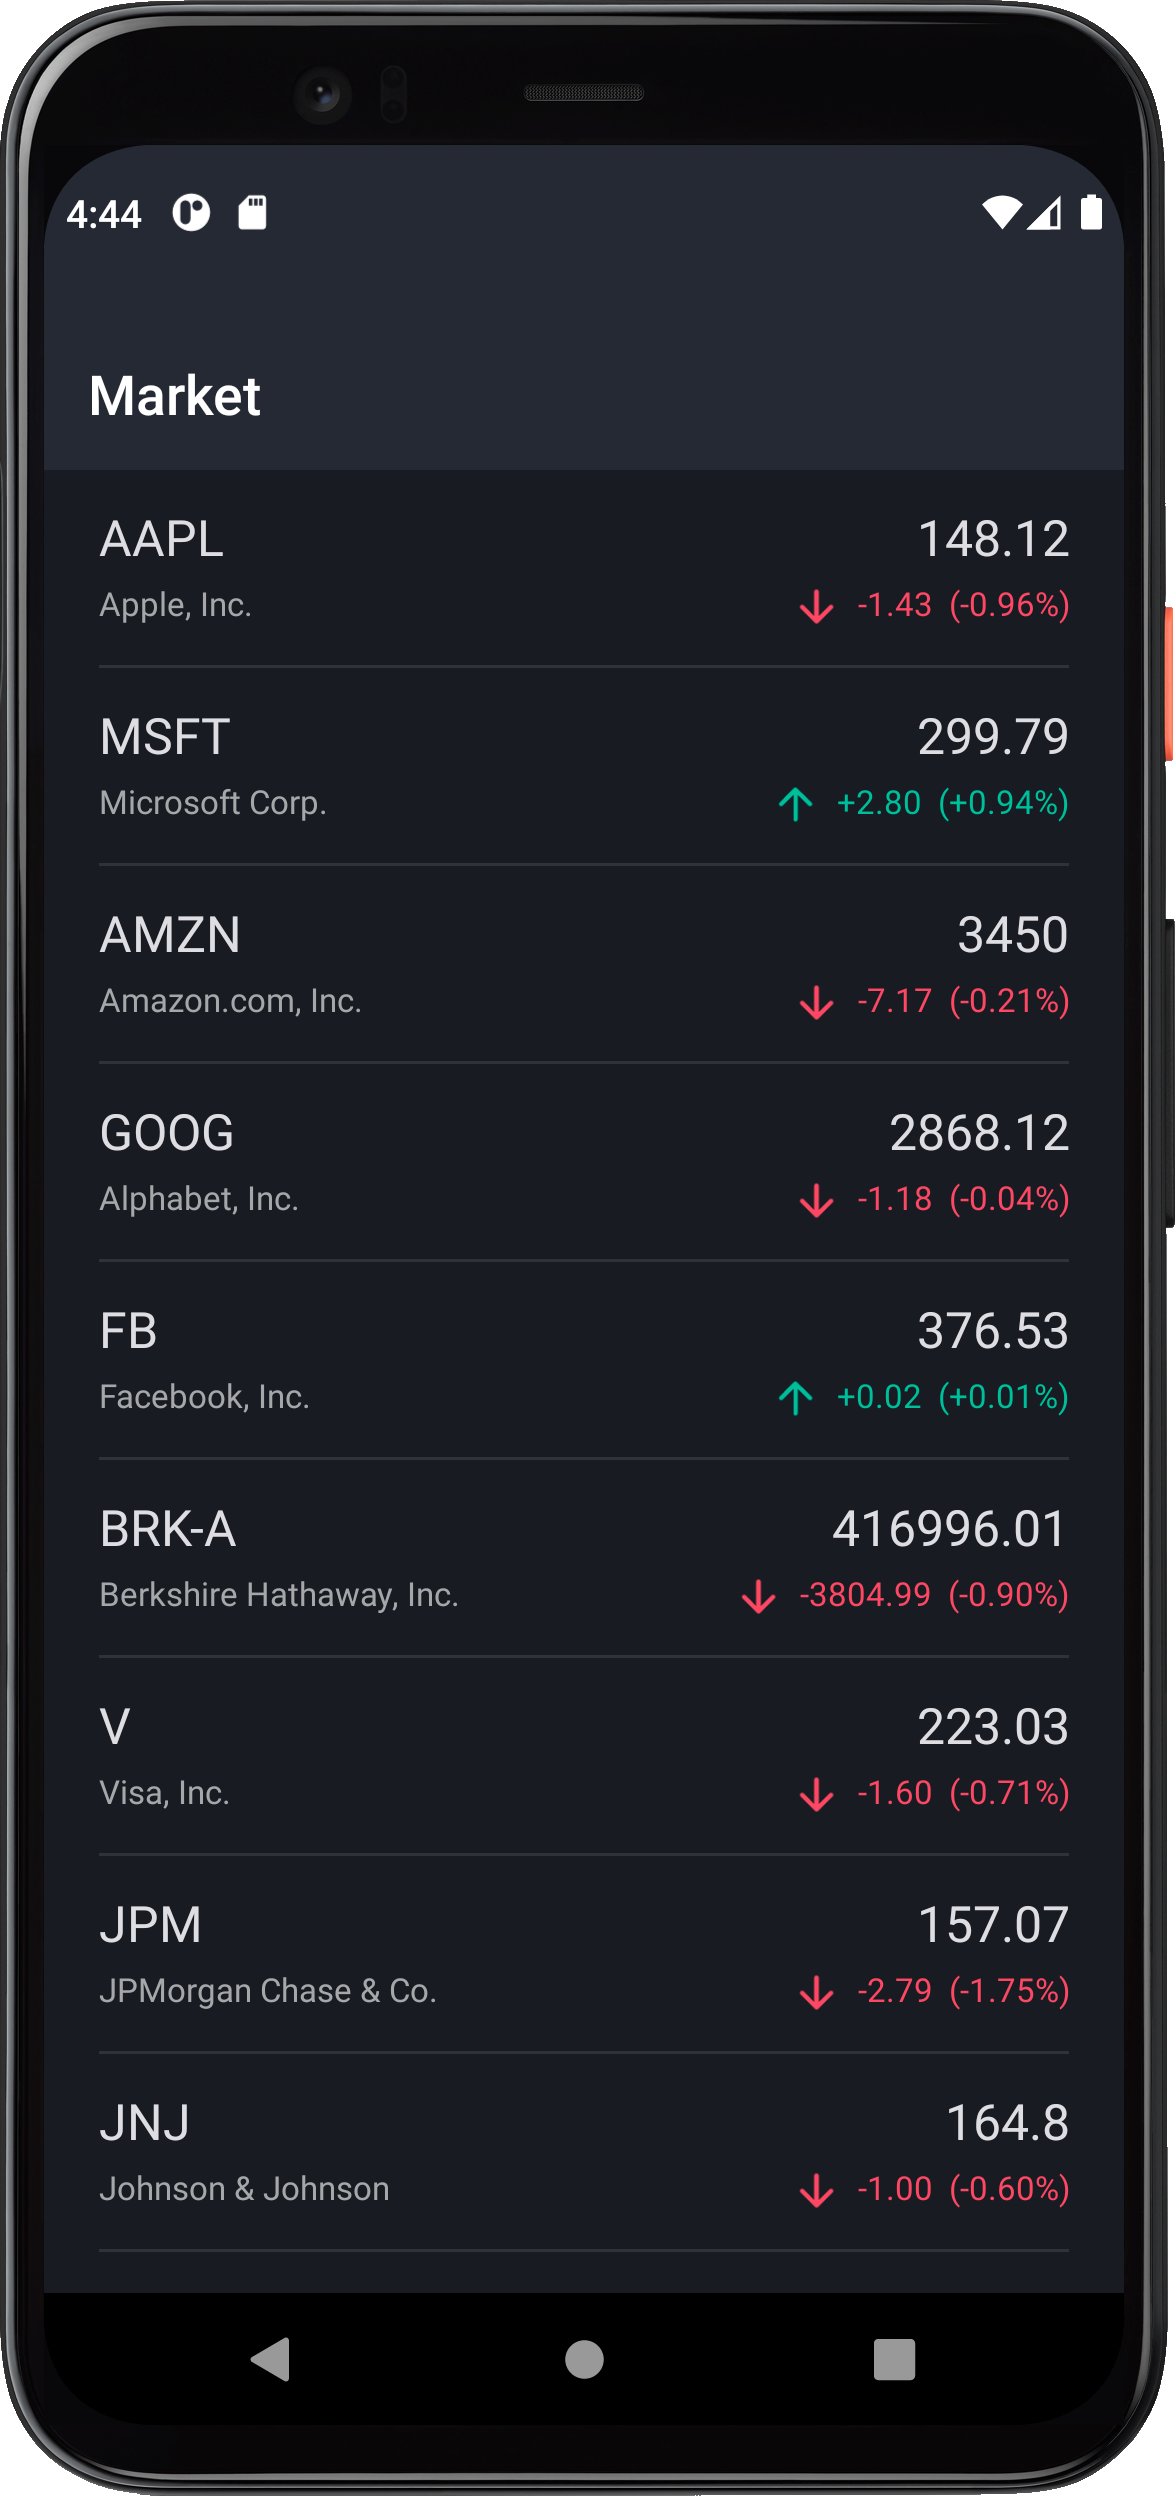 4:44
Market
AAPL 148.12
Apple, Inc. -1.43 (-0.96%)
MSFT 299.79
Microsoft Corp. +2.80 (+0.94%)
AMZN 3450
Amazon.com, Inc. -7.17 (-0.21%)
GOOG 2868.12
Alphabet, Inc. -1.18 (-0.04%)
FB 376.53
Facebook, Inc. +0.02 (+0.01%)
BRK-A 416996.01
Berkshire Hathaway, Inc. -3804.99 (-0.90%)
V 223.03
Visa, Inc. -1.60 (-0.71%)
JPM 157.07
JPMorgan Chase & Co. -2.79 (-1.75%)
JNJ 164.8
Johnson & Johnson -1.00 (-0.60%)